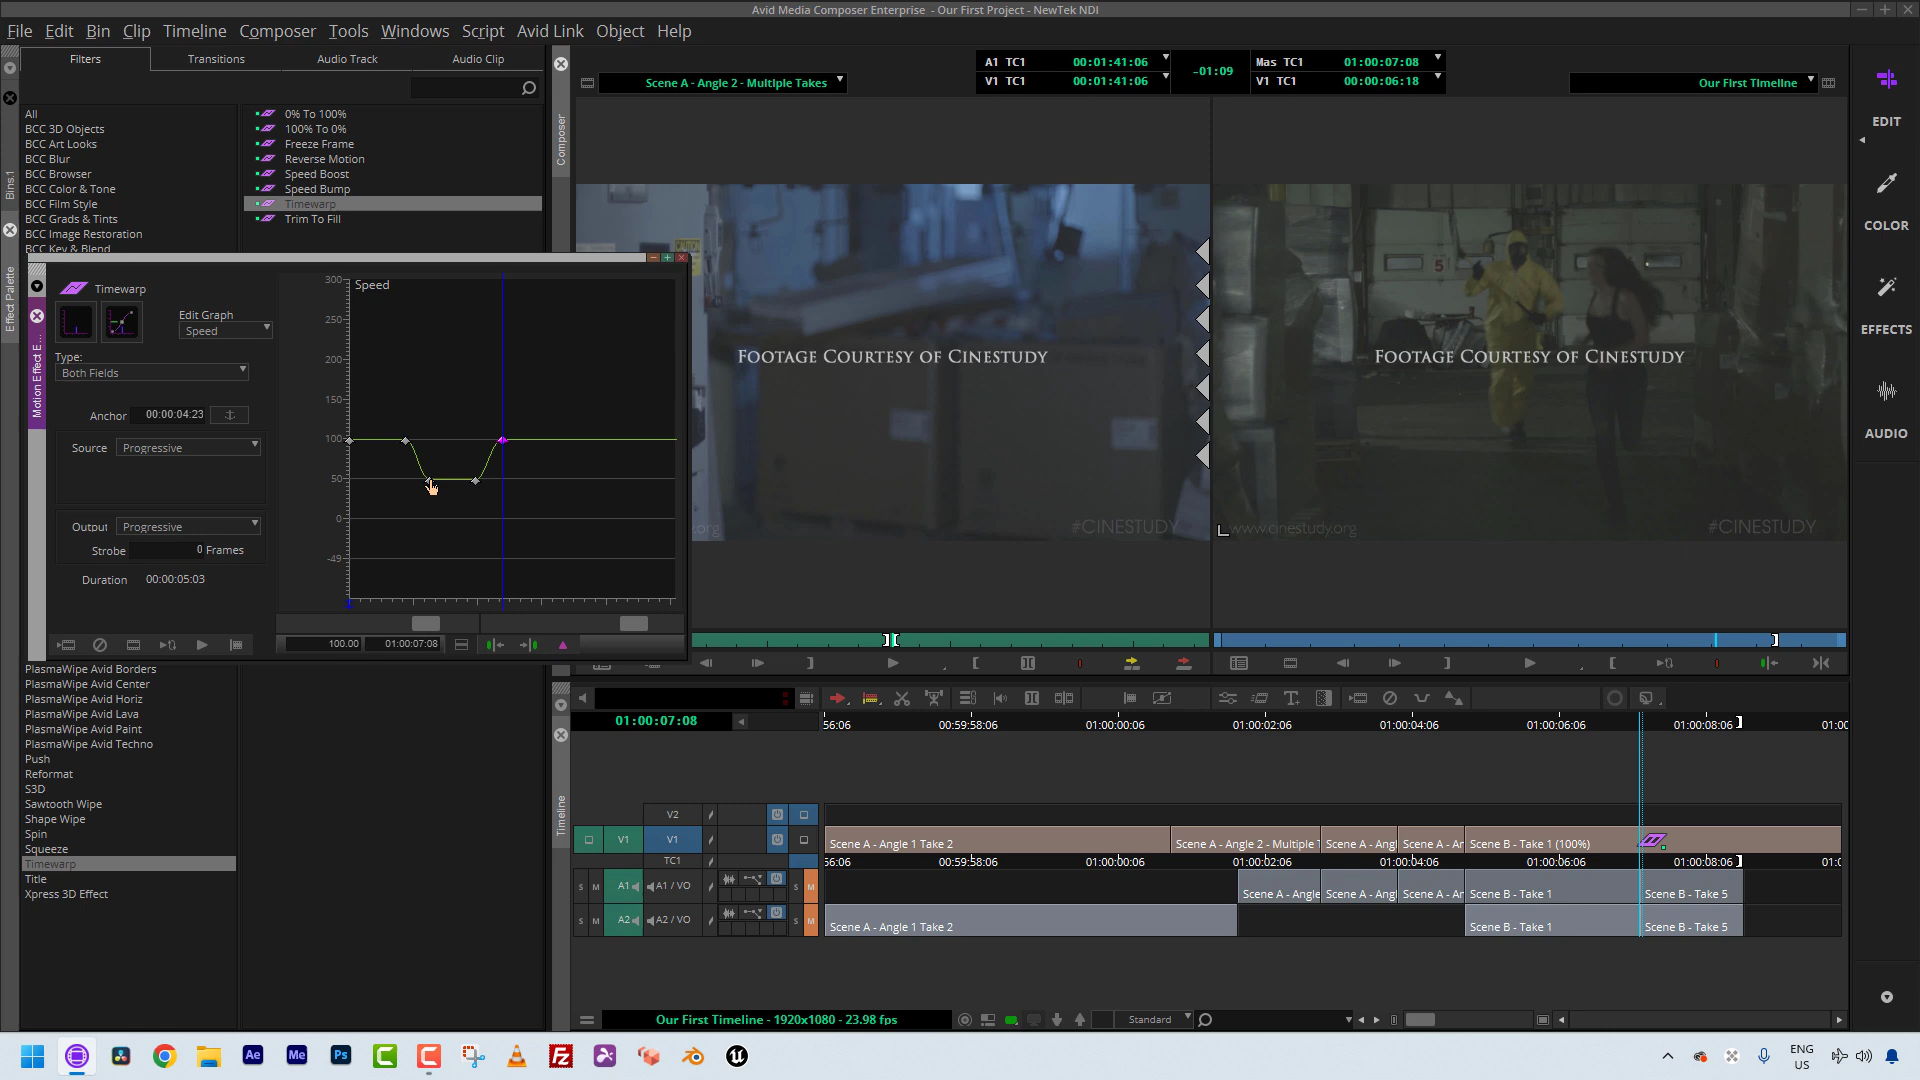 Avid Media Composer Enterprise - Our First Project - NewTek NDI
File Edit Bin Clip Timeline Composer Tools Windows Script Avid Link Object Help
Filters Transitions Audio Track Audio Clip
Scene A - Angle 2 - Multiple Takes
A1 TC1 00:01:41:06
V1 TC1 00:01:41:06
-01:09
Mas TC1 01:00:07:08
V1 TC1 00:00:06:18
Our First Timeline
All
BCC 3D Objects
BCC Art Looks
BCC Blur
BCC Browser
BCC Color & Tone
BCC Film Style
BCC Grads & Tints
BCC Image Restoration
BCC Key & Blend
0% To 100%
100% To 0%
Freeze Frame
Reverse Motion
Speed Boost
Speed Bump
Timewarp
Trim To Fill
Bins.1
Effect Palette
Composer
Motion Effect E...
Timewarp
Edit Graph
Speed
Type:
Both Fields
Anchor 00:00:04:23
Source Progressive
Output Progressive
Strobe 0 Frames
Duration 00:00:05:03
Speed
300
250
200
150
100
50
0
-49
100.00 01:00:07:08
FOOTAGE COURTESY OF CINESTUDY
.org
#CINESTUDY
5
FOOTAGE COURTESY OF CINESTUDY
www.cinestudy.org
#CINESTUDY
EDIT
COLOR
EFFECTS
AUDIO
PlasmaWipe Avid Borders
PlasmaWipe Avid Center
PlasmaWipe Avid Horiz
PlasmaWipe Avid Lava
PlasmaWipe Avid Paint
PlasmaWipe Avid Techno
Push
Reformat
S3D
Sawtooth Wipe
Shape Wipe
Spin
Squeeze
Timewarp
Title
Xpress 3D Effect
Timeline
01:00:07:08
56:06 00:59:58:06 01:00:00:06 01:00:02:06 01:00:04:06 01:00:06:06 01:00:08:06 01:00
V2
V1 V1 Scene A - Angle 1 Take 2 Scene A - Angle 2 - Multiple T Scene A - Angl Scene A - An Scene B - Take 1 (100%)
TC1 56:06 00:59:58:06 01:00:00:06 01:00:02:06 01:00:04:06 01:00:06:06 01:00:08:06 01:0
S M A1 A1 / VO S M Scene A - Angle Scene A - Angl Scene A - An Scene B - Take 1 Scene B - Take 5
S M A2 A2 / VO S M Scene A - Angle 1 Take 2 Scene B - Take 1 Scene B - Take 5
Our First Timeline - 1920x1080 - 23.98 fps
Standard
Ae Me Ps C C Fz
ENG
US